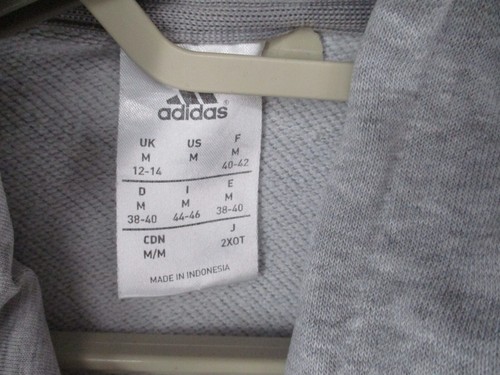 adidas®
UK US F
M M M
12-14 40-42
D I E
M M M
38-40 44-46 38-40
CDN J
M/M 2XOT
MADE IN INDONESIA